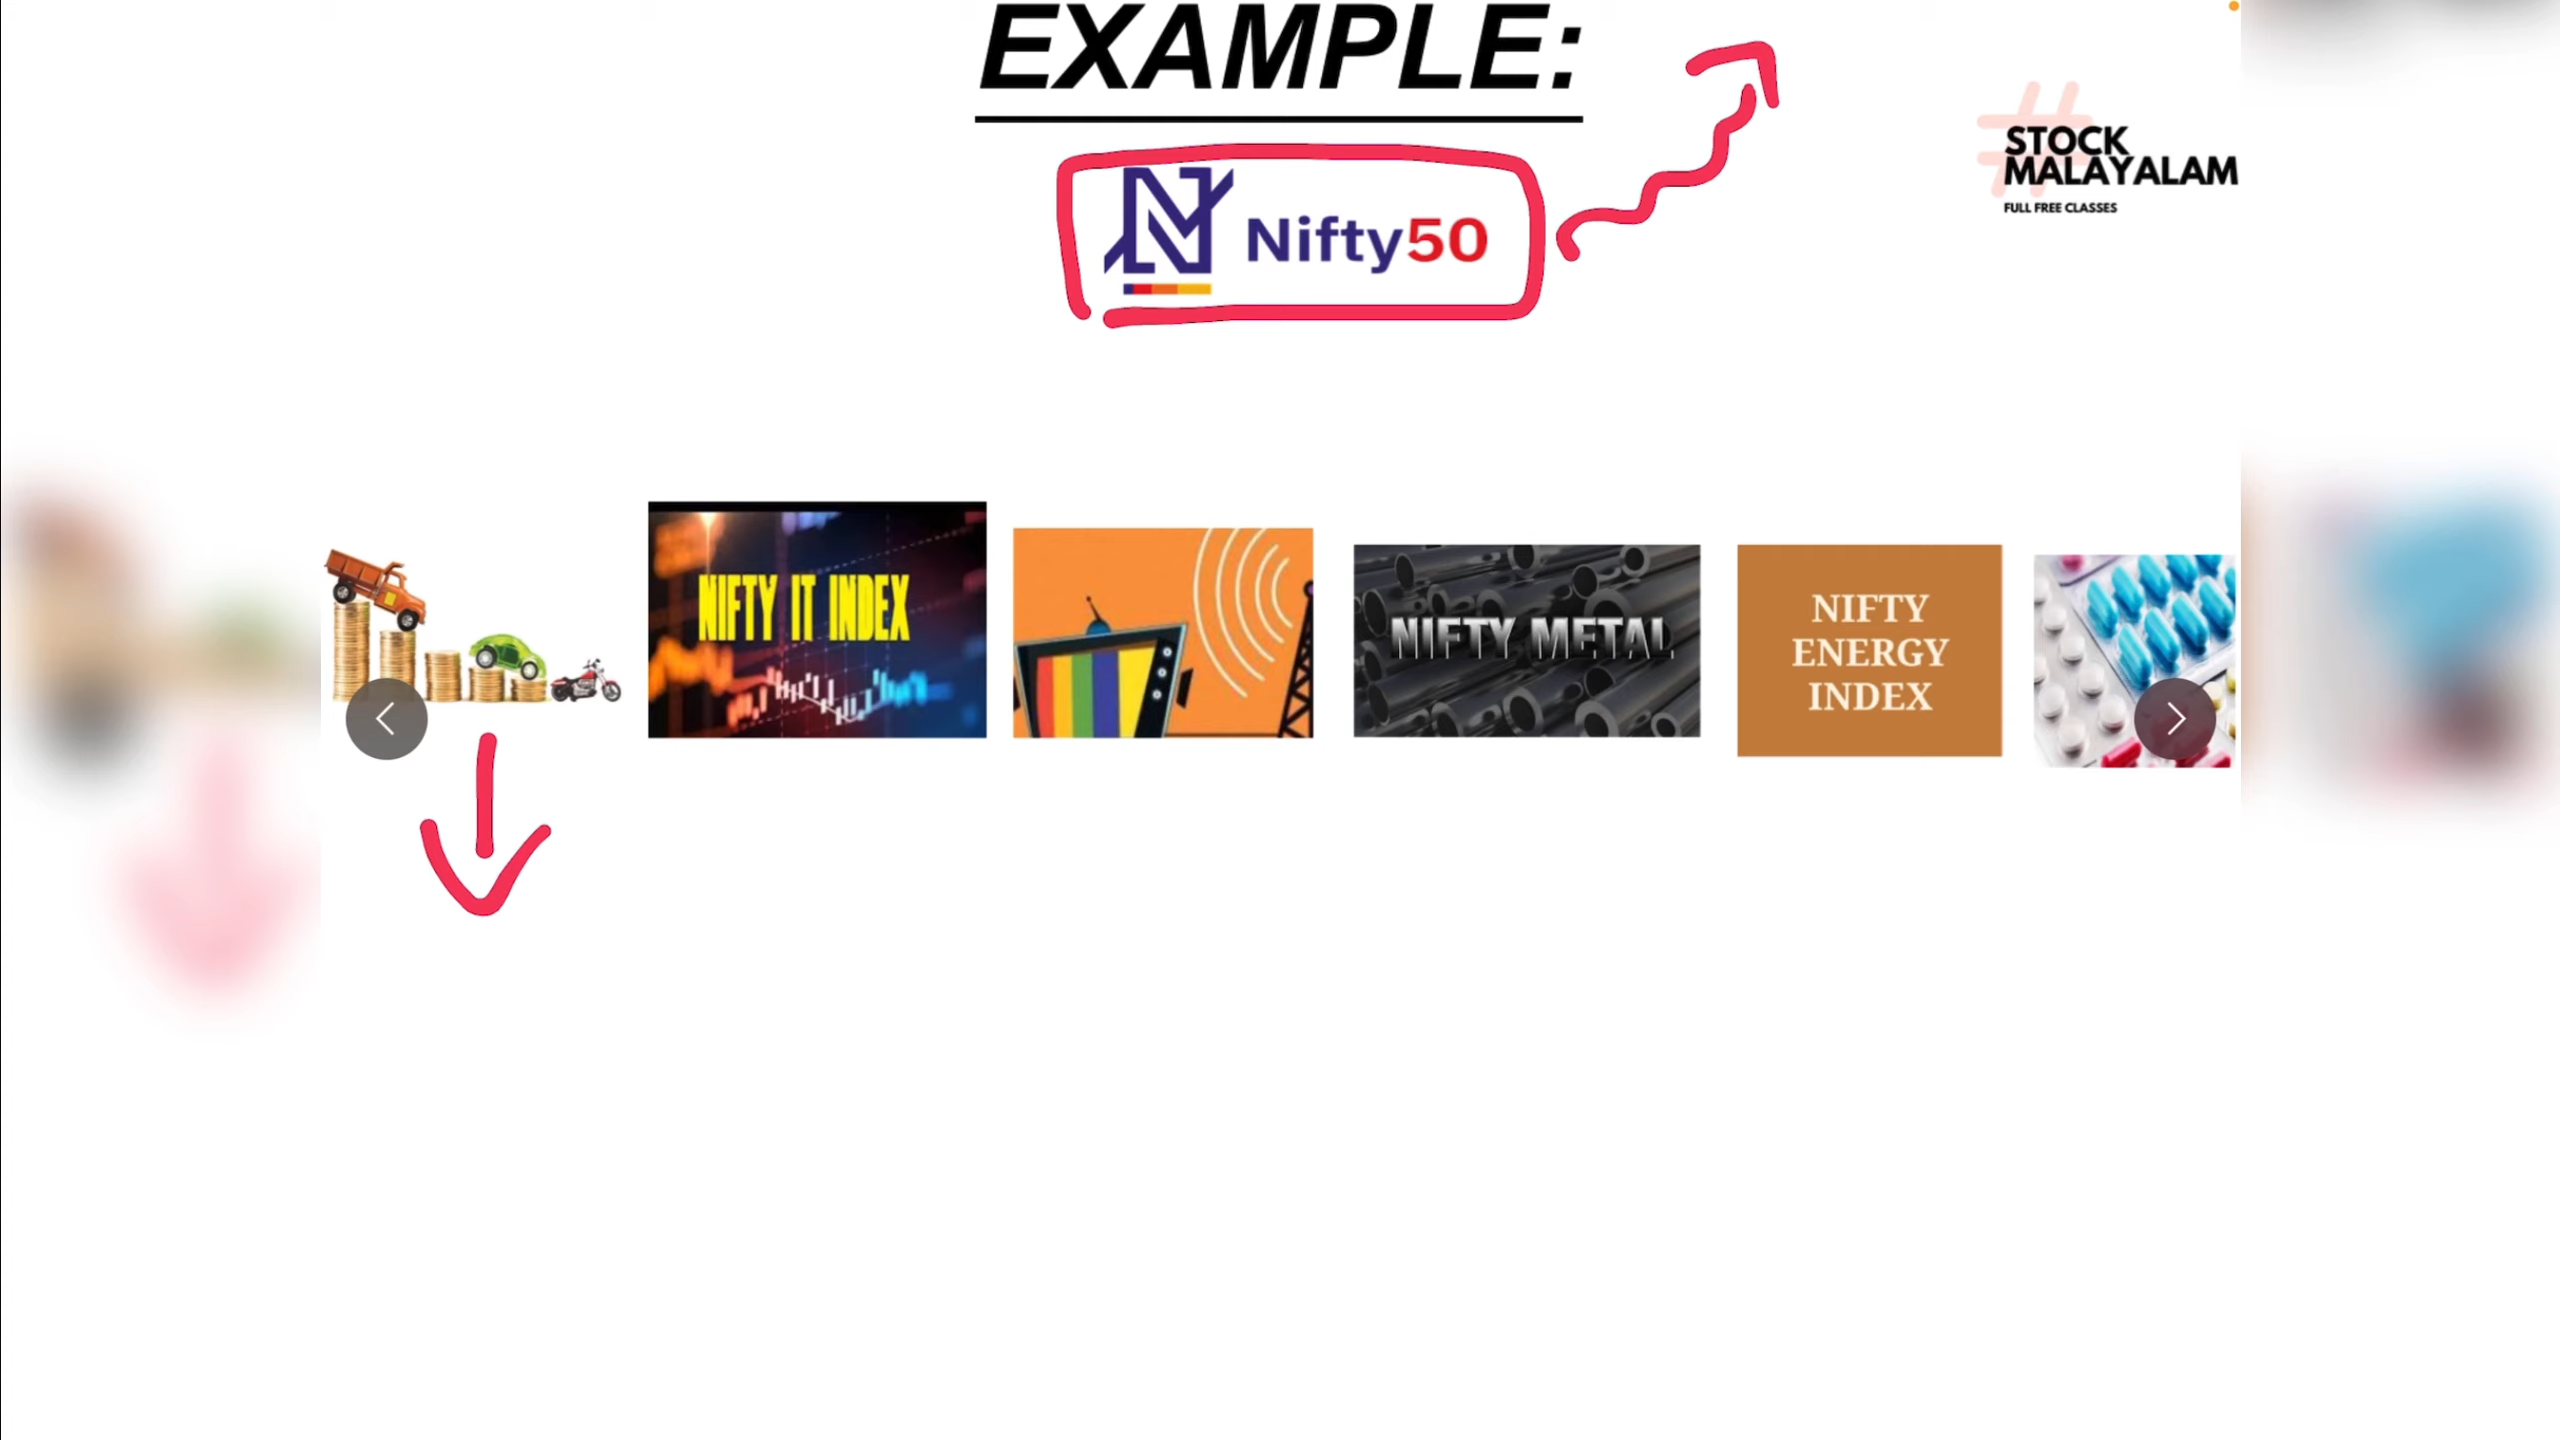 EXAMPLE:
STOCK
MALAYALAM
FULL FREE CLASSES
Nifty50
NIFTY IT INDEX
NIFTY METAL
NIFTY
ENERGY
INDEX